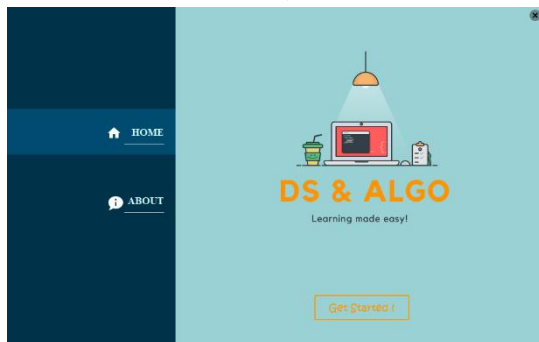 HOME
ABOUT
DS & ALGO
Learning made easy!
Get Started !